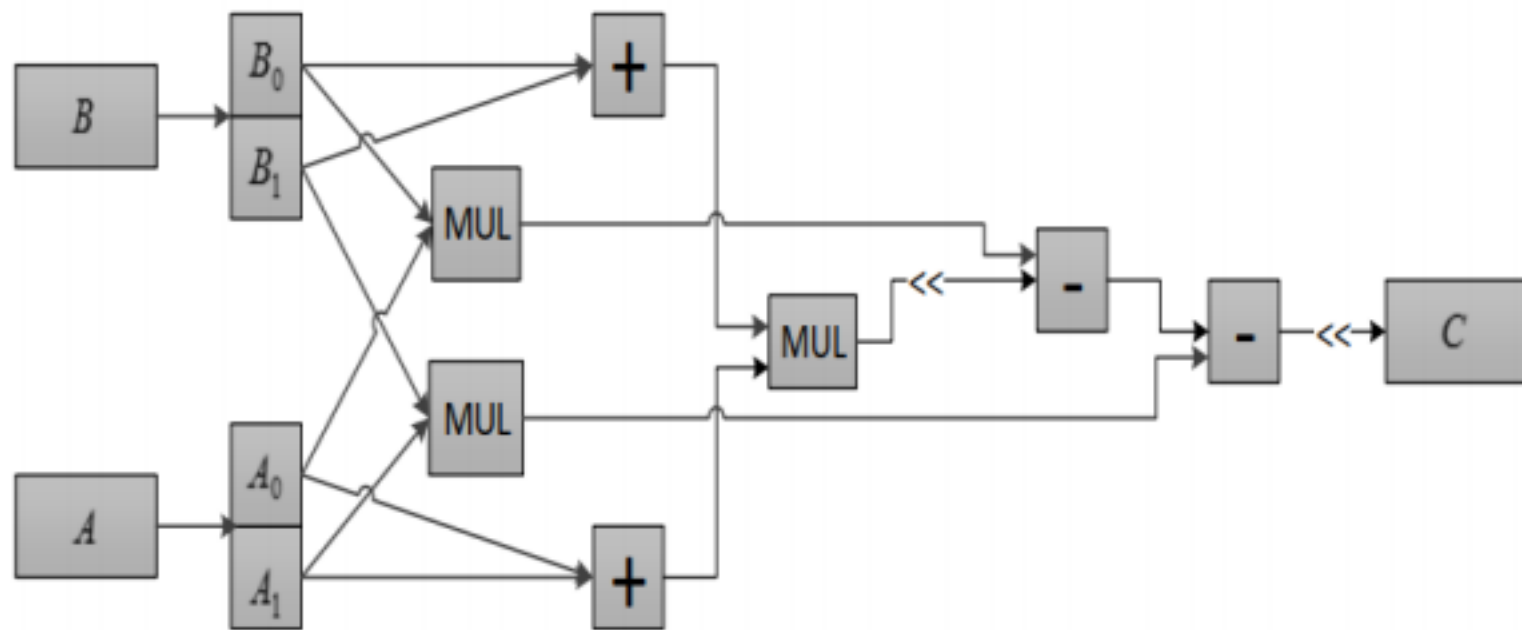 B
B₀
B₁
+
MUL
MUL
A
A₀
A₁
+
MUL
<<
-
-
<<
C